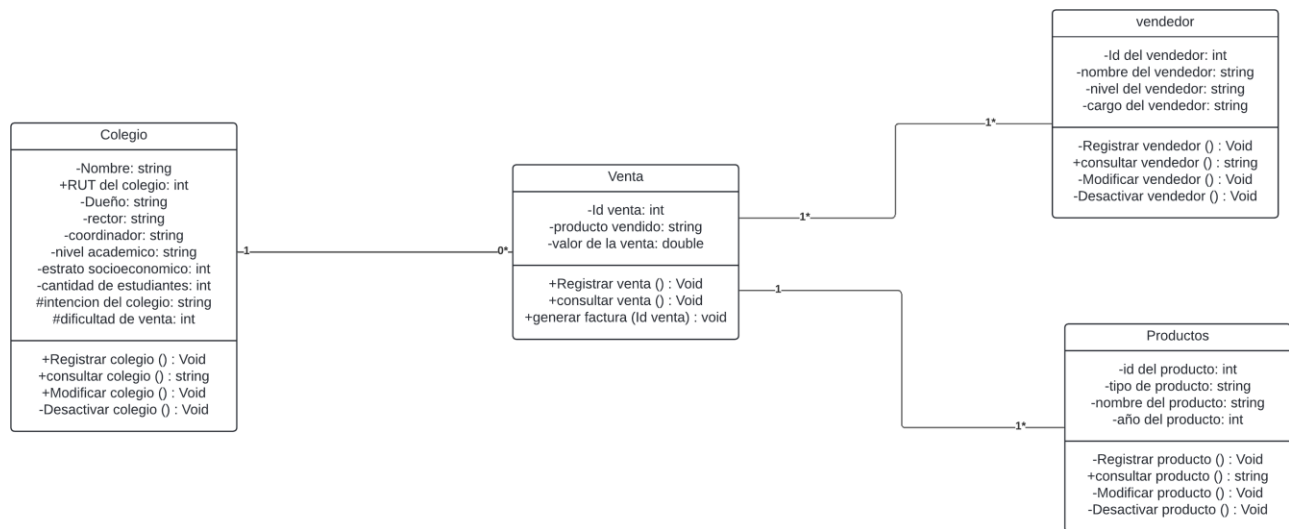 Colegio
-Nombre: string
+RUT del colegio: int
-Dueño: string
-rector: string
-coordinador: string
-nivel academico: string
-estrato socioeconomico: int
-cantidad de estudiantes: int
#intencion del colegio: string
#dificultad de venta: int
+Registrar colegio () : Void
+consultar colegio () : string
+Modificar colegio () : Void
-Desactivar colegio () : Void
1
0*
Venta
-Id venta: int
-producto vendido: string
-valor de la venta: double
+Registrar venta () : Void
+consultar venta () : Void
+generar factura (Id venta) : void
1*
1*
vendedor
-Id del vendedor: int
-nombre del vendedor: string
-nivel del vendedor: string
-cargo del vendedor: string
-Registrar vendedor () : Void
+consultar vendedor () : string
-Modificar vendedor () : Void
-Desactivar vendedor () : Void
1
1*
Productos
-id del producto: int
-tipo de producto: string
-nombre del producto: string
-año del producto: int
-Registrar producto () : Void
+consultar producto () : string
-Modificar producto () : Void
-Desactivar producto () : Void